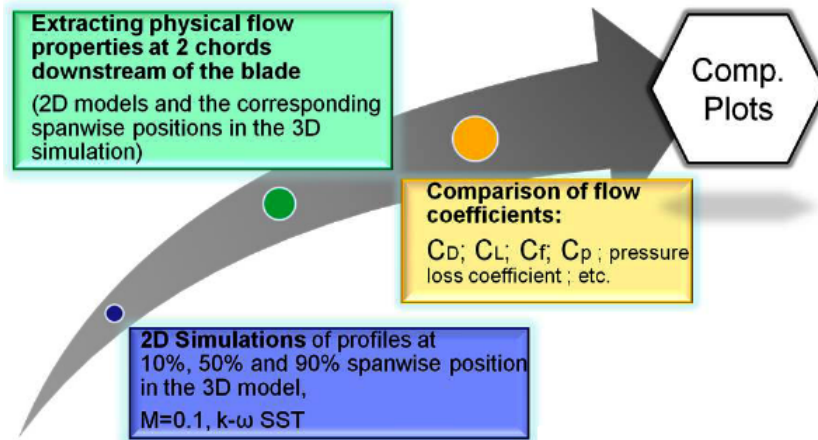 Extracting physical flow
properties at 2 chords
downstream of the blade
(2D models and the corresponding
spanwise positions in the 3D
simulation)
Comp.
Plots
Comparison of flow
coefficients:
CD; CL; Cf; Cp ; pressure
loss coefficient ; etc.
2D Simulations of profiles at
10%, 50% and 90% spanwise position
in the 3D model,
M=0.1, k-ω SST